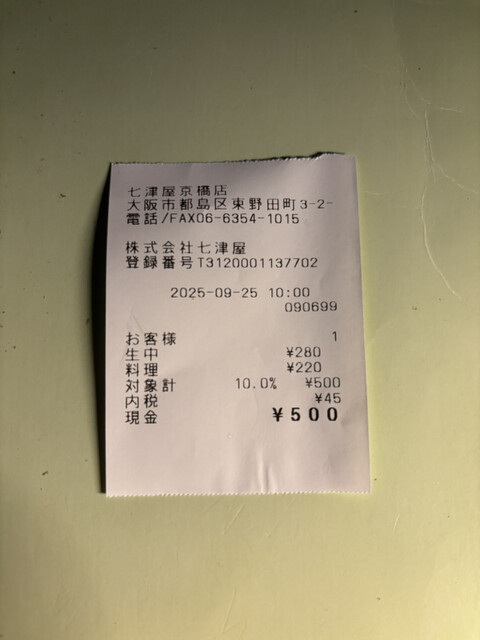 七津屋京橋店
大阪市都島区東野田町3-2-
電話/FAX06-6354-1015
株式会社七津屋
登録番号T3120001137702
2025-09-25 10:00
090699
お客様 1
生中 ¥280
料理 ¥220
対象計 10.0% ¥500
内税 ¥45
現金 ¥500